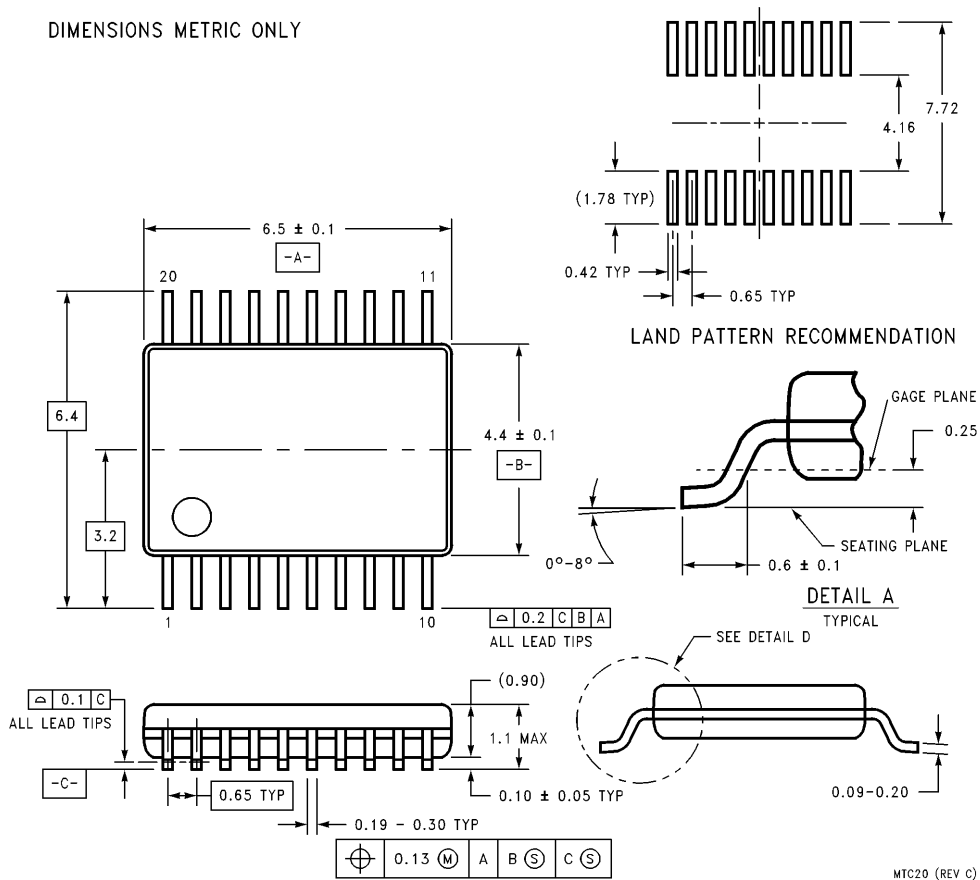 DIMENSIONS METRIC ONLY
7.72
4.16
(1.78 TYP)
0.42 TYP
0.65 TYP
LAND PATTERN RECOMMENDATION
6.5 ± 0.1
-A-
20
11
6.4
3.2
4.4 ± 0.1
-B-
1
10
⌓ 0.2 C B A
ALL LEAD TIPS
GAGE PLANE
0.25
SEATING PLANE
0°-8°
0.6 ± 0.1
DETAIL A
TYPICAL
SEE DETAIL D
⌓ 0.1 C
ALL LEAD TIPS
-C-
(0.90)
1.1 MAX
0.65 TYP
0.10 ± 0.05 TYP
0.19 - 0.30 TYP
0.09-0.20
⌖ 0.13 Ⓜ A B Ⓢ C Ⓢ
MTC20 (REV C)